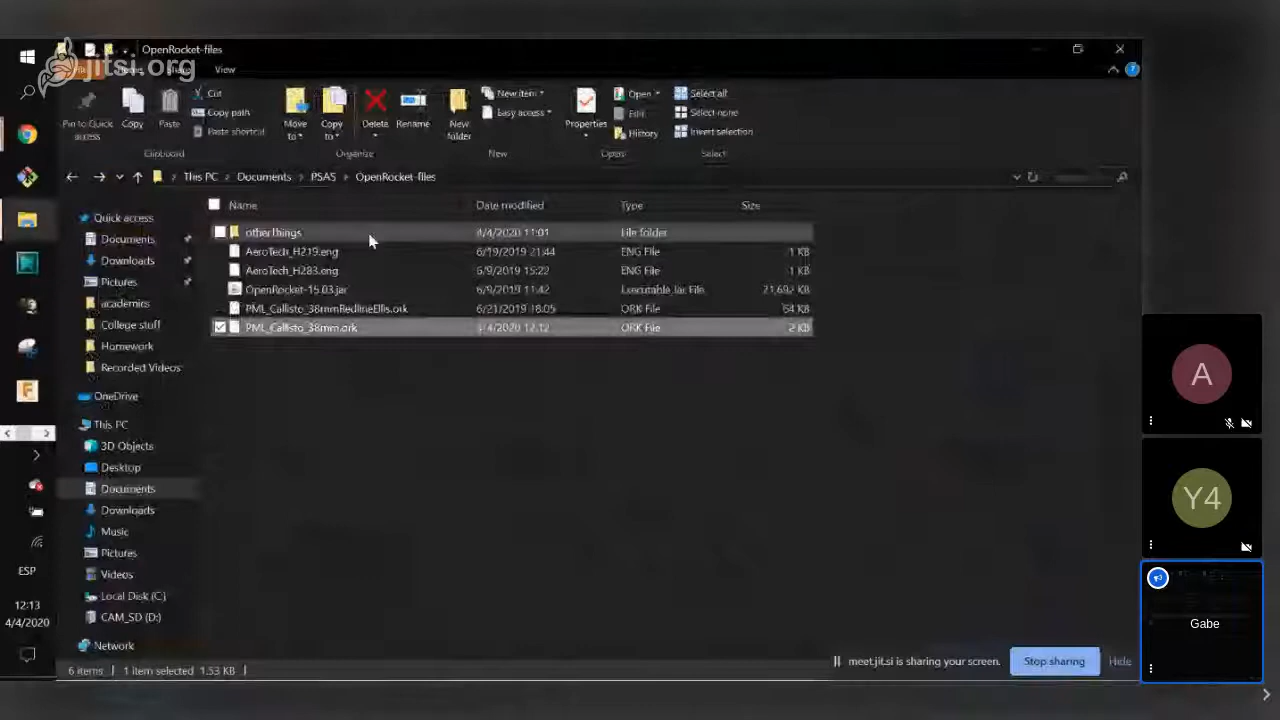 OpenRocket-files
jitsi.org
View
Pin to Quick access
Copy
Paste
Cut
Copy path
Paste shortcut
Clipboard
Move to
Copy to
Delete
Rename
Organize
New folder
New item
Easy access
New
Properties
Open
Edit
History
Open
Select all
Select none
Invert selection
Select
This PC > Documents > PSAS > OpenRocket-files
Name Date modified Type Size
otherthings 4/4/2020 11:01 File folder
AeroTech_H219.eng 6/19/2019 21:44 ENG File 1 KB
AeroTech_H283.eng 6/9/2019 15:22 ENG File 1 KB
OpenRocket-15.03.jar 6/9/2019 11:42 Executable Jar File 21,692 KB
PML_Callisto_38mmRedlineEllis.ork 6/21/2019 18:05 ORK File 64 KB
PML_Callisto_38mm.ork 4/4/2020 12:12 ORK File 2 KB
Quick access
Documents
Downloads
Pictures
academics
College stuff
Homework
Recorded Videos
OneDrive
This PC
3D Objects
Desktop
Documents
Downloads
Music
Pictures
Videos
Local Disk (C:)
CAM_SD (D:)
Network
6 items 1 item selected 1.53 KB
ESP
12:13
4/4/2020
meet.jit.si is sharing your screen.
Stop sharing
Hide
A
Y4
Gabe